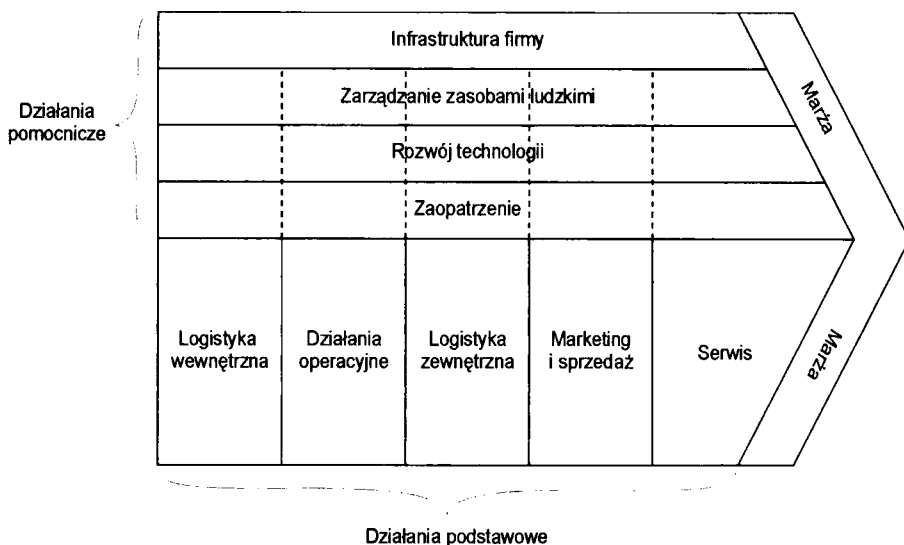 Infrastruktura firmy
Zarządzanie zasobami ludzkimi
Rozwój technologii
Zaopatrzenie
Działania
pomocnicze
Marża
Logistyka
wewnętrzna
Działania
operacyjne
Logistyka
zewnętrzna
Marketing
i sprzedaż
Serwis
Marża
Działania podstawowe